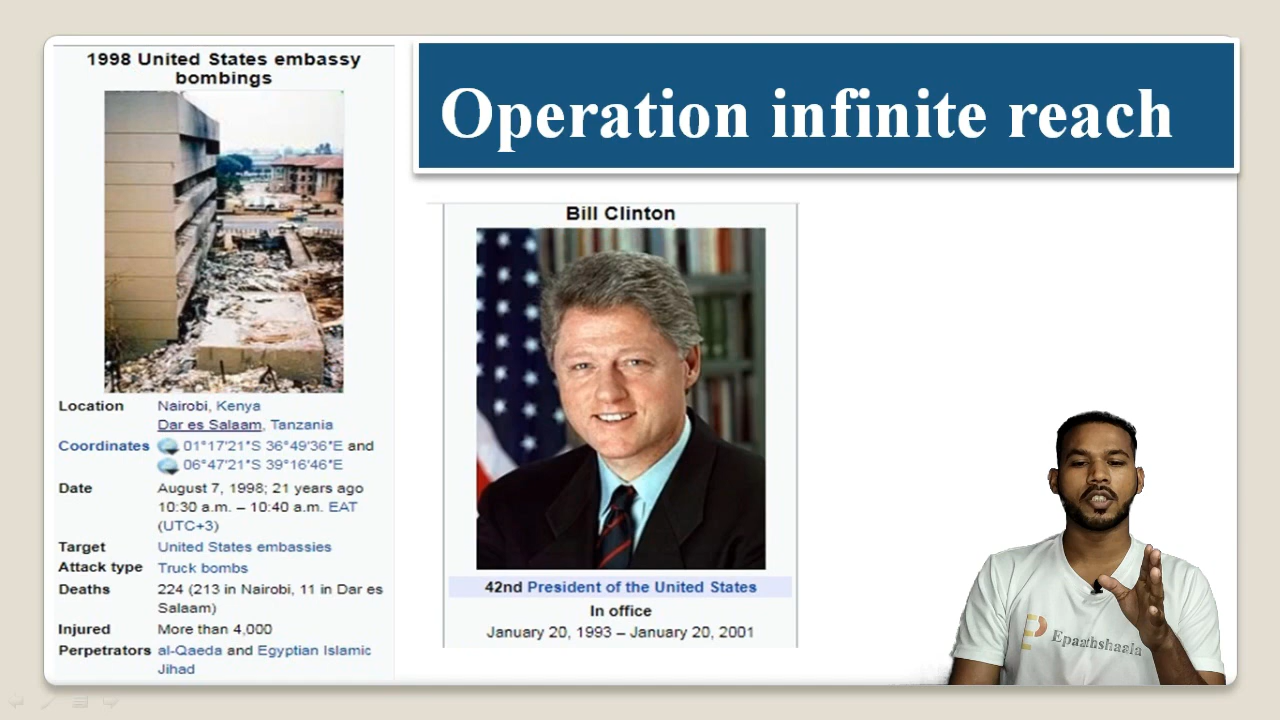 1998 United States embassy
bombings
Location Nairobi, Kenya
Dar es Salaam, Tanzania
Coordinates 01°17′21″S 36°49′36″E and
06°47′21″S 39°16′46″E
Date August 7, 1998; 21 years ago
10:30 a.m. – 10:40 a.m. EAT
(UTC+3)
Target United States embassies
Attack type Truck bombs
Deaths 224 (213 in Nairobi, 11 in Dar es
Salaam)
Injured More than 4,000
Perpetrators al-Qaeda and Egyptian Islamic
Jihad
Operation infinite reach
Bill Clinton
42nd President of the United States
In office
January 20, 1993 – January 20, 2001
Epaathshaala